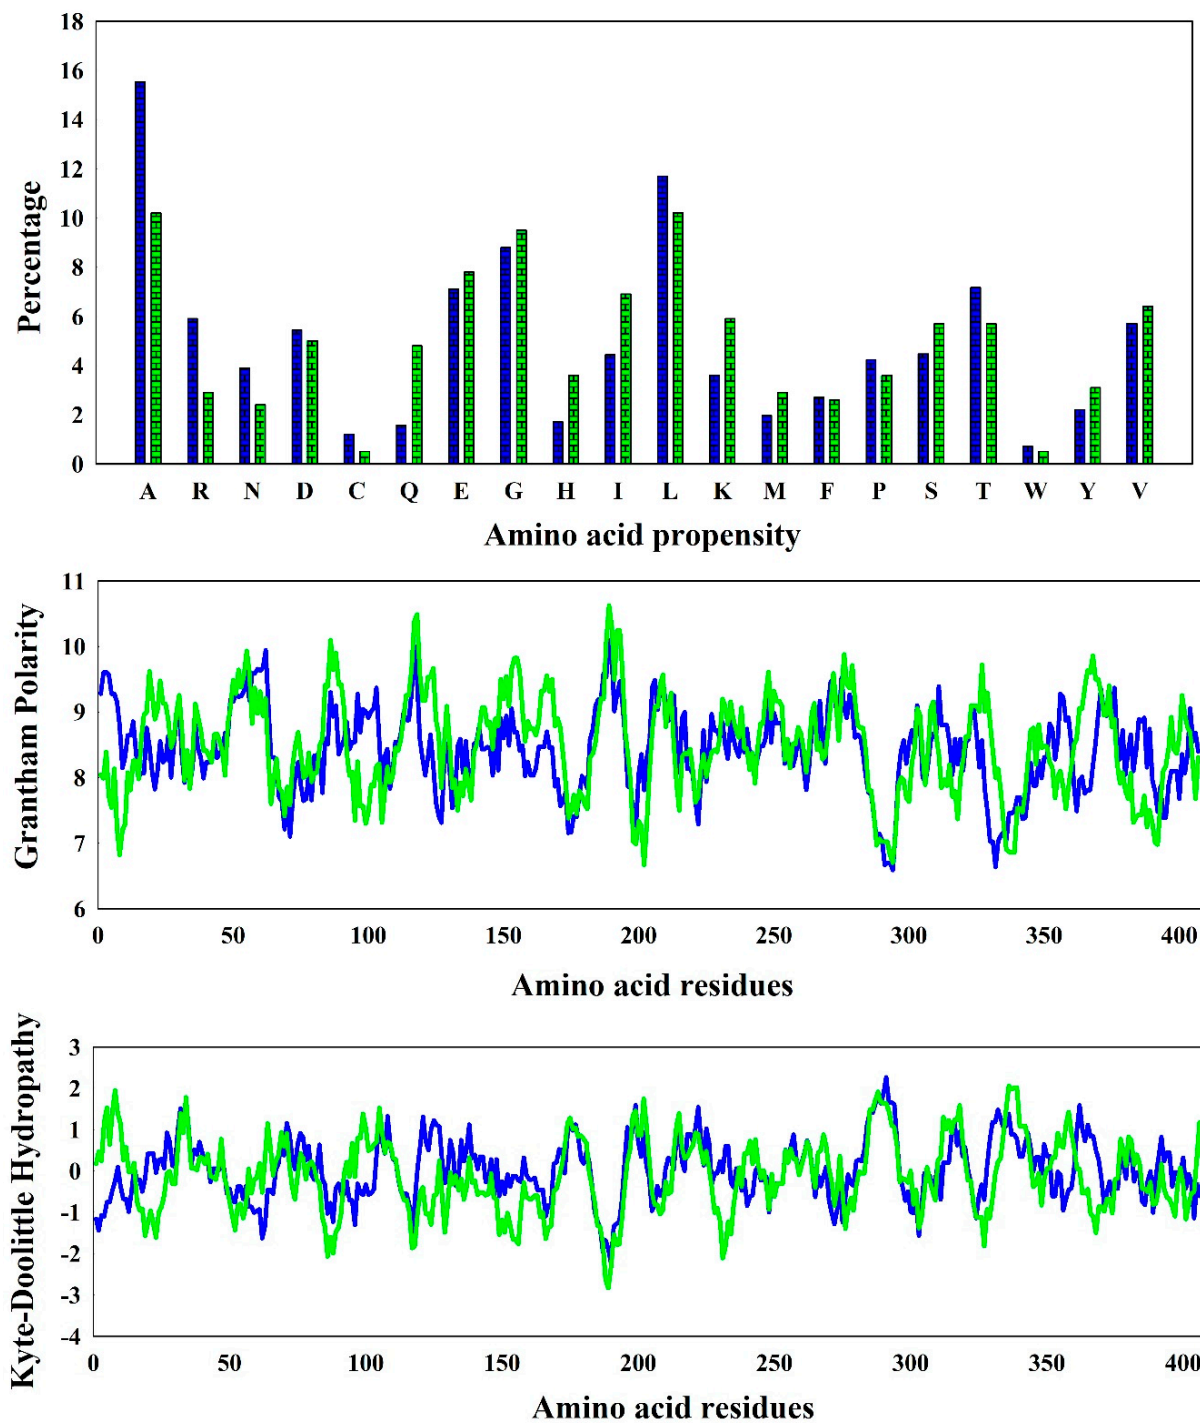 18
16
14
12
10
8
6
4
2
0
Percentage
A R N D C Q E G H I L K M F P S T W Y V
Amino acid propensity
11
10
9
8
7
6
Grantham Polarity
0 50 100 150 200 250 300 350 400
Amino acid residues
3
2
1
0
-1
-2
-3
-4
Kyte-Doolittle Hydropathy
0 50 100 150 200 250 300 350 400
Amino acid residues